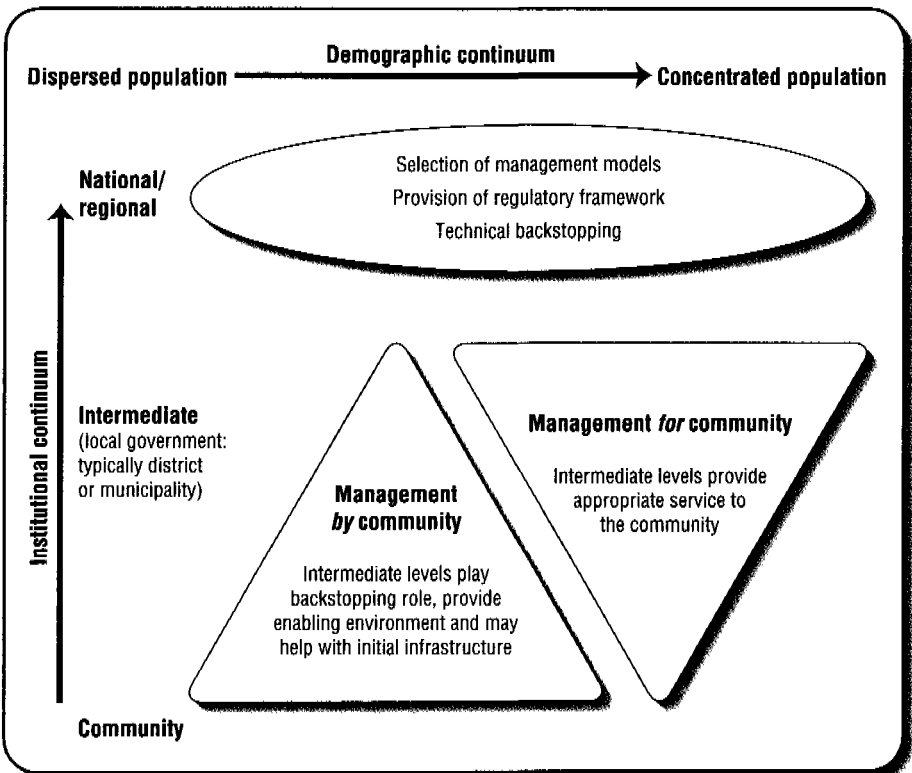 Demographic continuum
Dispersed population
Concentrated population
National/
regional
Selection of management models
Provision of regulatory framework
Technical backstopping
Institutional continuum
Intermediate
(local government:
typically district
or municipality)
Management
by community
Intermediate levels play
backstopping role, provide
enabling environment and may
help with initial infrastructure
Management for community
Intermediate levels provide
appropriate service to
the community
Community